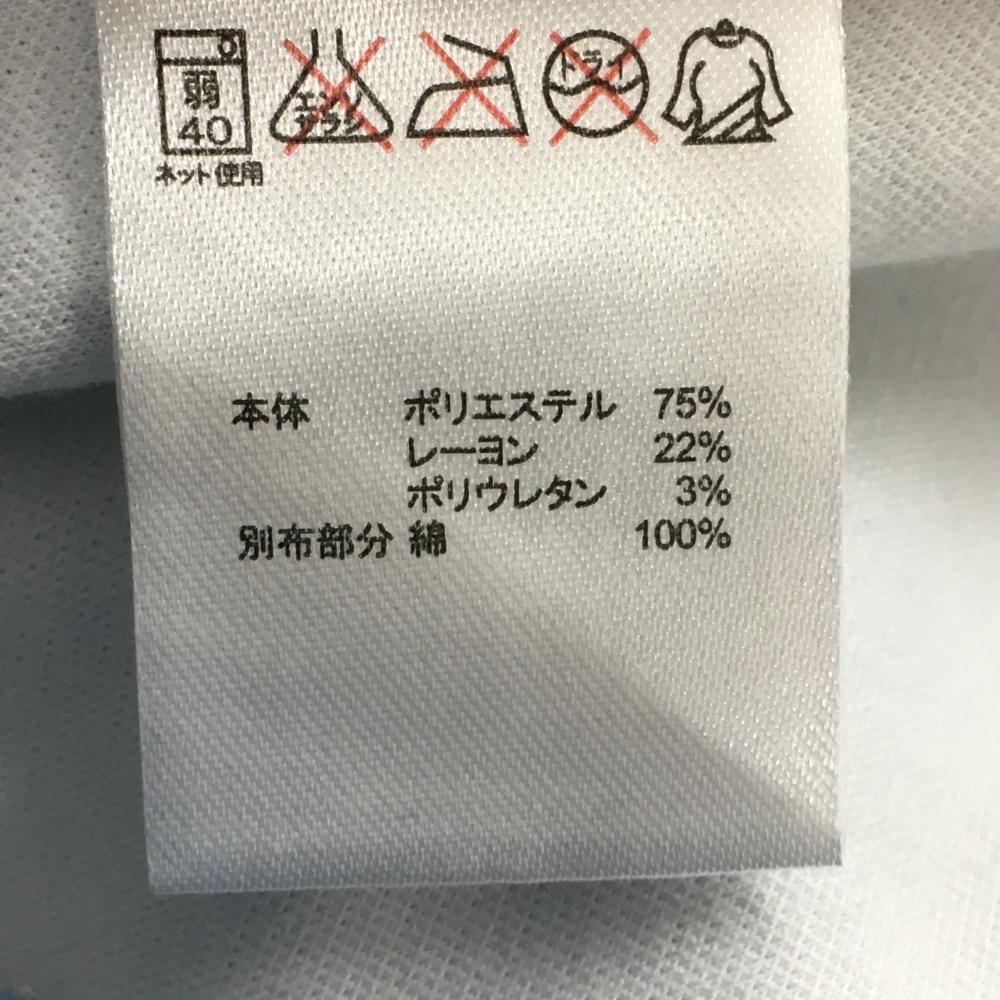 弱
40
ネット使用
エンソ
サラシ
ドライ
本体 ポリエステル 75%
レーヨン 22%
ポリウレタン 3%
別布部分 綿 100%